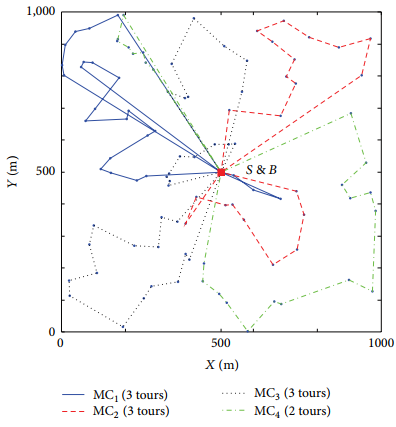 1,000
500
0
Y (m)
S & B
0
500
1000
X (m)
MC₁ (3 tours)
MC₂ (3 tours)
MC₃ (3 tours)
MC₄ (2 tours)